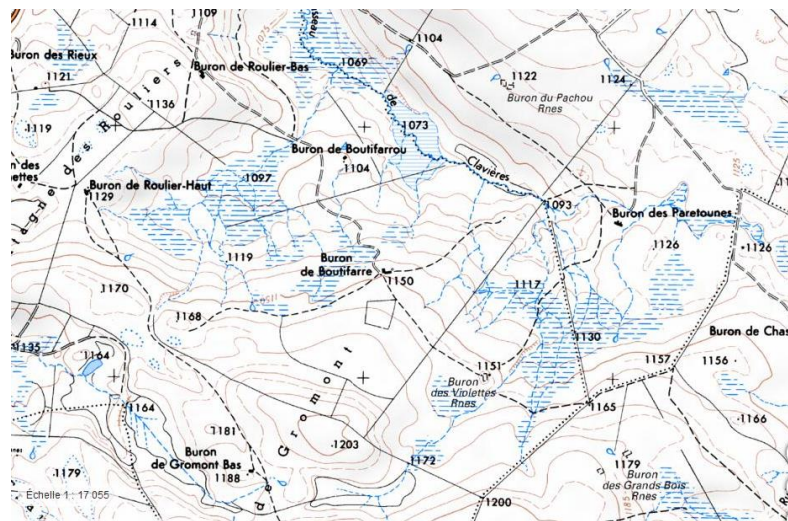 1109
1114
1104
Buron des Rieux
1121
1136
Buron de Roulier-Bas
1069
1122
Buron du Pachou
Rnes
1124
de
1073
1119
Rouliers
Buron de Boutifarrou
1104
Clavières
1097
Buron de Roulier-Haut
1129
1093
Buron des Paretounes
1119
1126
1126
Buron
de Boutifarre
1150
1117
1170
1168
1130
1135
1164
1151
Buron
des Violettes
Rnes
1157
1156
Buron de Chas
1164
Gromont
de
1165
1166
1181
1203
Buron
de Gromont Bas
1188
1172
1179
1179
Buron
des Grands Bois
Rnes
1200
Échelle 1 : 17 055